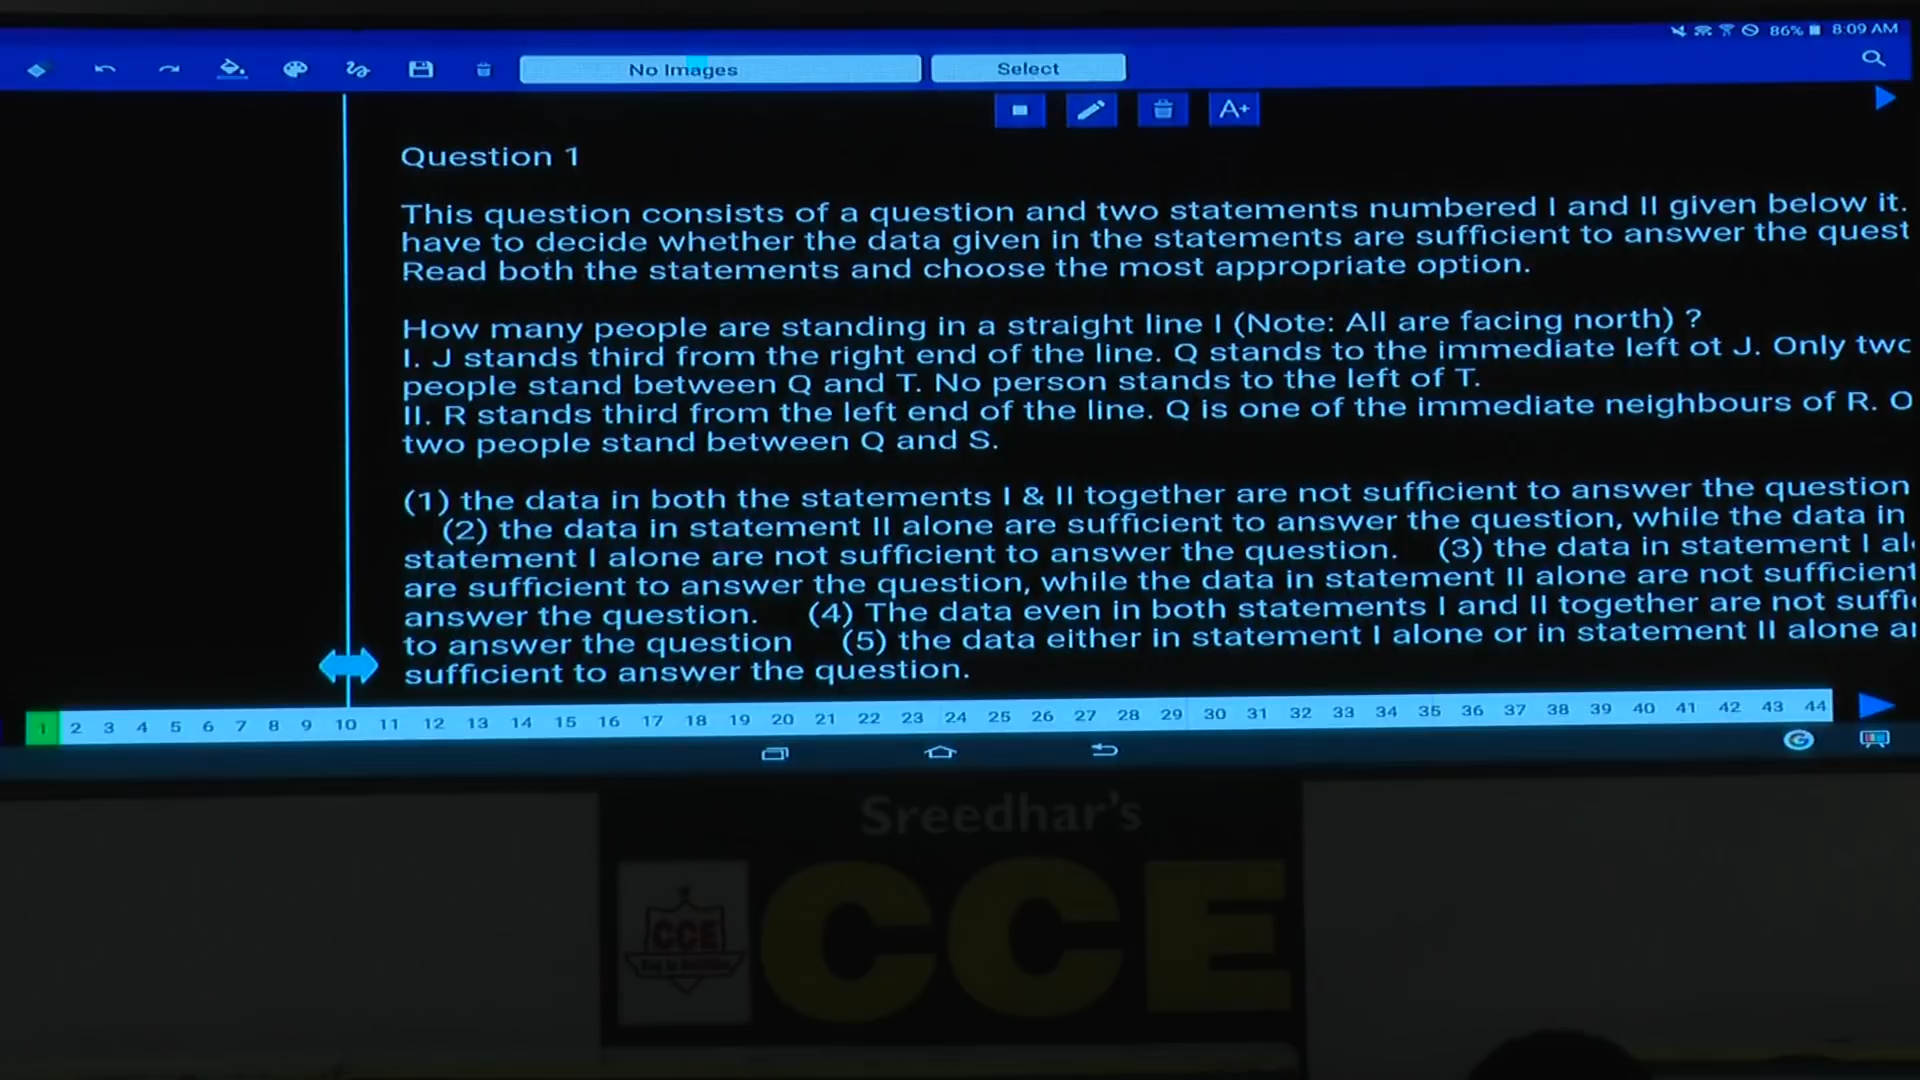 86% 8:09 AM
No Images Select
A+
Question 1
This question consists of a question and two statements numbered I and II given below it.
have to decide whether the data given in the statements are sufficient to answer the quest
Read both the statements and choose the most appropriate option.
How many people are standing in a straight line I (Note: All are facing north) ?
I. J stands third from the right end of the line. Q stands to the immediate left ot J. Only two
people stand between Q and T. No person stands to the left of T.
II. R stands third from the left end of the line. Q is one of the immediate neighbours of R. O
two people stand between Q and S.
(1) the data in both the statements I & II together are not sufficient to answer the question
(2) the data in statement II alone are sufficient to answer the question, while the data in
statement I alone are not sufficient to answer the question. (3) the data in statement I al
are sufficient to answer the question, while the data in statement II alone are not sufficient
answer the question. (4) The data even in both statements I and II together are not suffi
to answer the question (5) the data either in statement I alone or in statement II alone a
sufficient to answer the question.
1 2 3 4 5 6 7 8 9 10 11 12 13 14 15 16 17 18 19 20 21 22 23 24 25 26 27 28 29 30 31 32 33 34 35 36 37 38 39 40 41 42 43 44
Sreedhar's
CCE
CCE